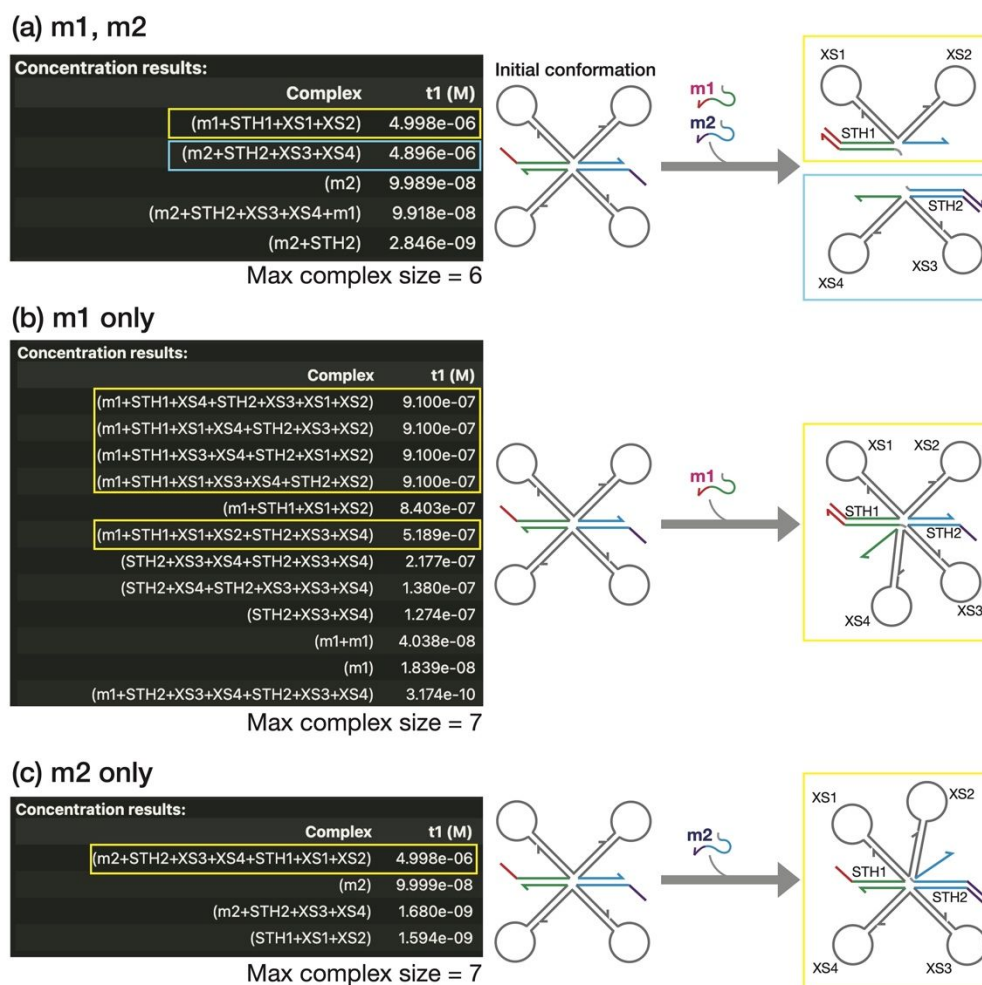 (a) m1, m2
Concentration results:
Complex t1 (M)
(m1+STH1+XS1+XS2) 4.998e-06
(m2+STH2+XS3+XS4) 4.896e-06
(m2) 9.989e-08
(m2+STH2+XS3+XS4+m1) 9.918e-08
(m2+STH2) 2.846e-09
Max complex size = 6
Initial conformation
m1
m2
XS1
XS2
STH1
STH2
XS4
XS3
(b) m1 only
Concentration results:
Complex t1 (M)
(m1+STH1+XS4+STH2+XS3+XS1+XS2) 9.100e-07
(m1+STH1+XS1+XS4+STH2+XS3+XS2) 9.100e-07
(m1+STH1+XS3+XS4+STH2+XS1+XS2) 9.100e-07
(m1+STH1+XS1+XS3+XS4+STH2+XS2) 9.100e-07
(m1+STH1+XS1+XS2) 8.403e-07
(m1+STH1+XS1+XS2+STH2+XS3+XS4) 5.189e-07
(STH2+XS3+XS4+STH2+XS3+XS4) 2.177e-07
(STH2+XS4+STH2+XS3+XS3+XS4) 1.380e-07
(STH2+XS3+XS4) 1.274e-07
(m1+m1) 4.038e-08
(m1) 1.839e-08
(m1+STH2+XS3+XS4+STH2+XS3+XS4) 3.174e-10
Max complex size = 7
m1
XS1
XS2
STH1
STH2
XS4
XS3
(c) m2 only
Concentration results:
Complex t1 (M)
(m2+STH2+XS3+XS4+STH1+XS1+XS2) 4.998e-06
(m2) 9.999e-08
(m2+STH2+XS3+XS4) 1.680e-09
(STH1+XS1+XS2) 1.594e-09
Max complex size = 7
m2
XS1
XS2
STH1
STH2
XS4
XS3